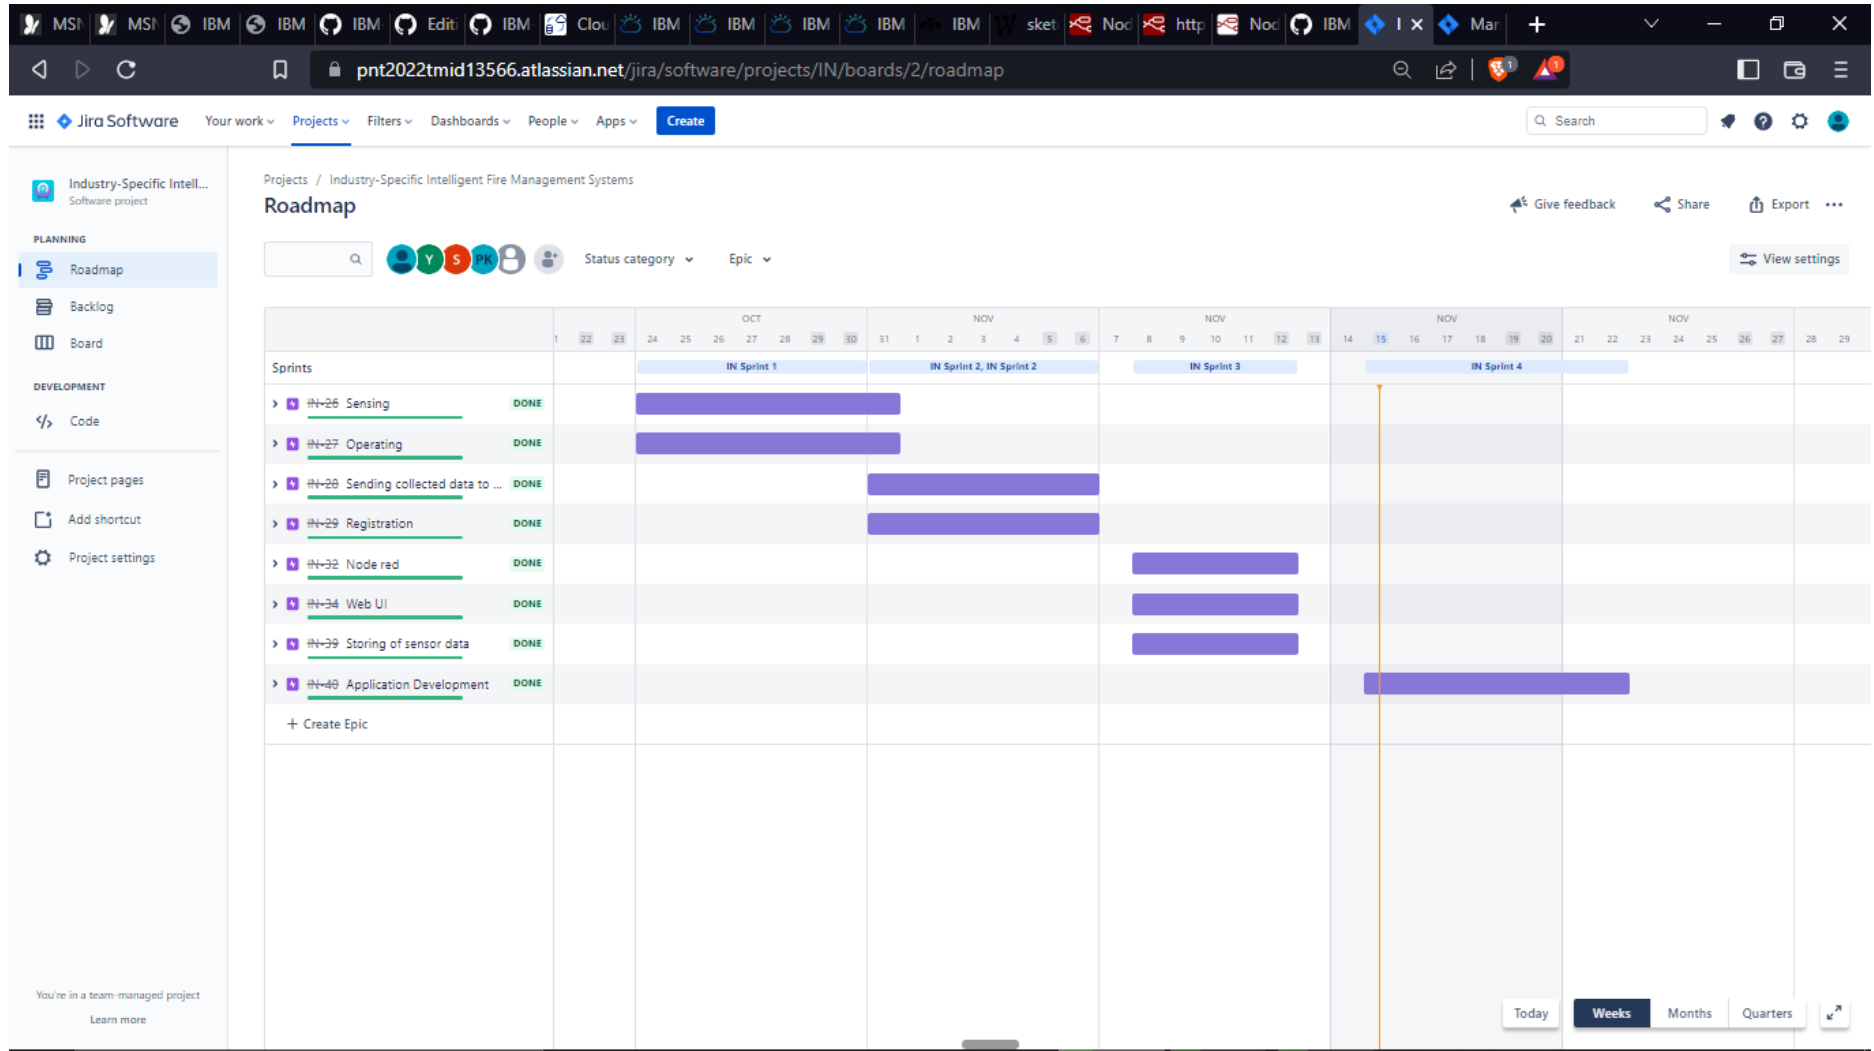 MSN MSN IBM IBM IBM Editi IBM Clou IBM IBM IBM IBM IBM sket Nod http Nod IBM I Mar
pnt2022tmid13566.atlassian.net/jira/software/projects/IN/boards/2/roadmap 1 1
Jira Software Your work Projects Filters Dashboards People Apps Create Search
Industry-Specific Intell...
Software project
PLANNING
Roadmap
Backlog
Board
DEVELOPMENT
Code
Project pages
Add shortcut
Project settings
You're in a team-managed project
Learn more
Projects / Industry-Specific Intelligent Fire Management Systems
Roadmap
Give feedback Share Export
Y S PK Status category Epic View settings
OCT NOV NOV NOV NOV
1 22 23 24 25 26 27 28 29 30 31 1 2 3 4 5 6 7 8 9 10 11 12 13 14 15 16 17 18 19 20 21 22 23 24 25 26 27 28 29
Sprints IN Sprint 1 IN Sprint 2, IN Sprint 2 IN Sprint 3 IN Sprint 4
IN-26 Sensing DONE
IN-27 Operating DONE
IN-28 Sending collected data to ... DONE
IN-29 Registration DONE
IN-32 Node red DONE
IN-34 Web UI DONE
IN-39 Storing of sensor data DONE
IN-40 Application Development DONE
+ Create Epic
Today Weeks Months Quarters